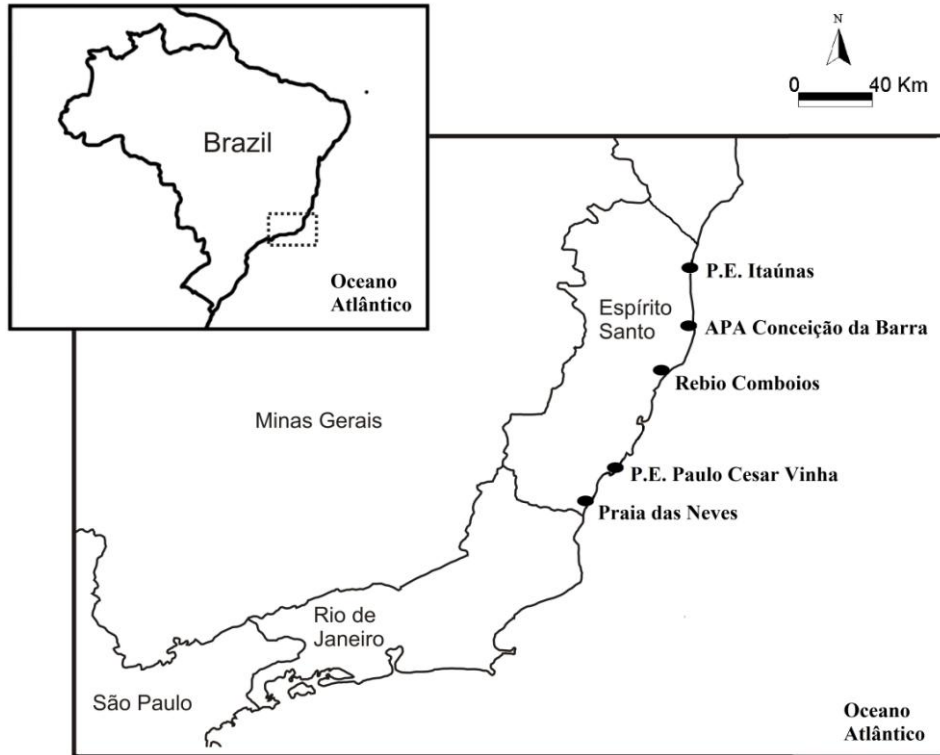 Brazil
Oceano
Atlântico
N
0 40 Km
P.E. Itaúnas
Espírito
Santo
APA Conceição da Barra
Rebio Comboios
Minas Gerais
P.E. Paulo Cesar Vinha
Praia das Neves
Rio de
Janeiro
São Paulo
Oceano
Atlântico